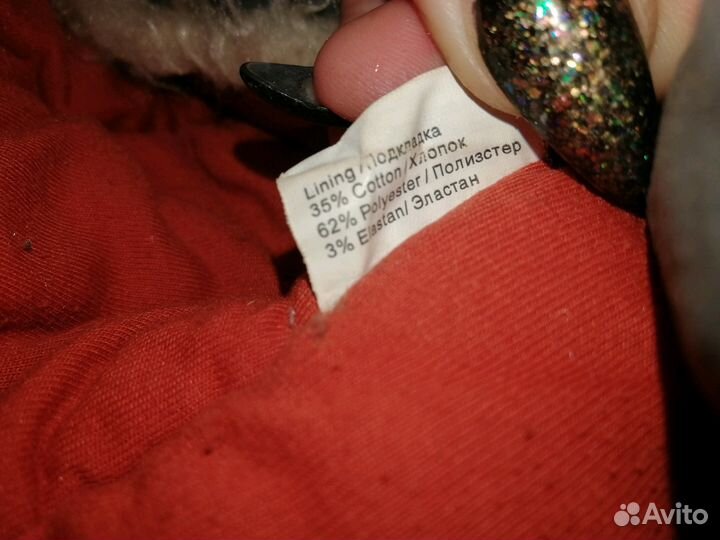 Lining/Подкладка
35% Cotton/Хлопок
62% Polyester/Полиэстер
3% Elastan/Эластан
Avito